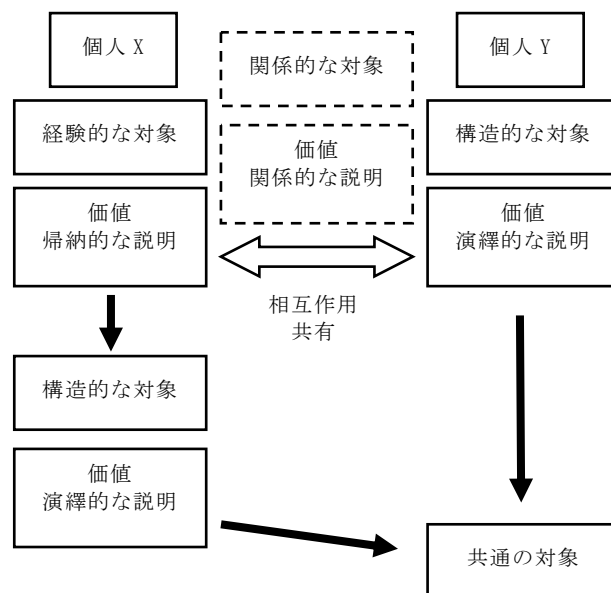 個人 X
関係的な対象
個人 Y
経験的な対象
価値
関係的な説明
構造的な対象
価値
帰納的な説明
価値
演繹的な説明
相互作用
共有
構造的な対象
価値
演繹的な説明
共通の対象